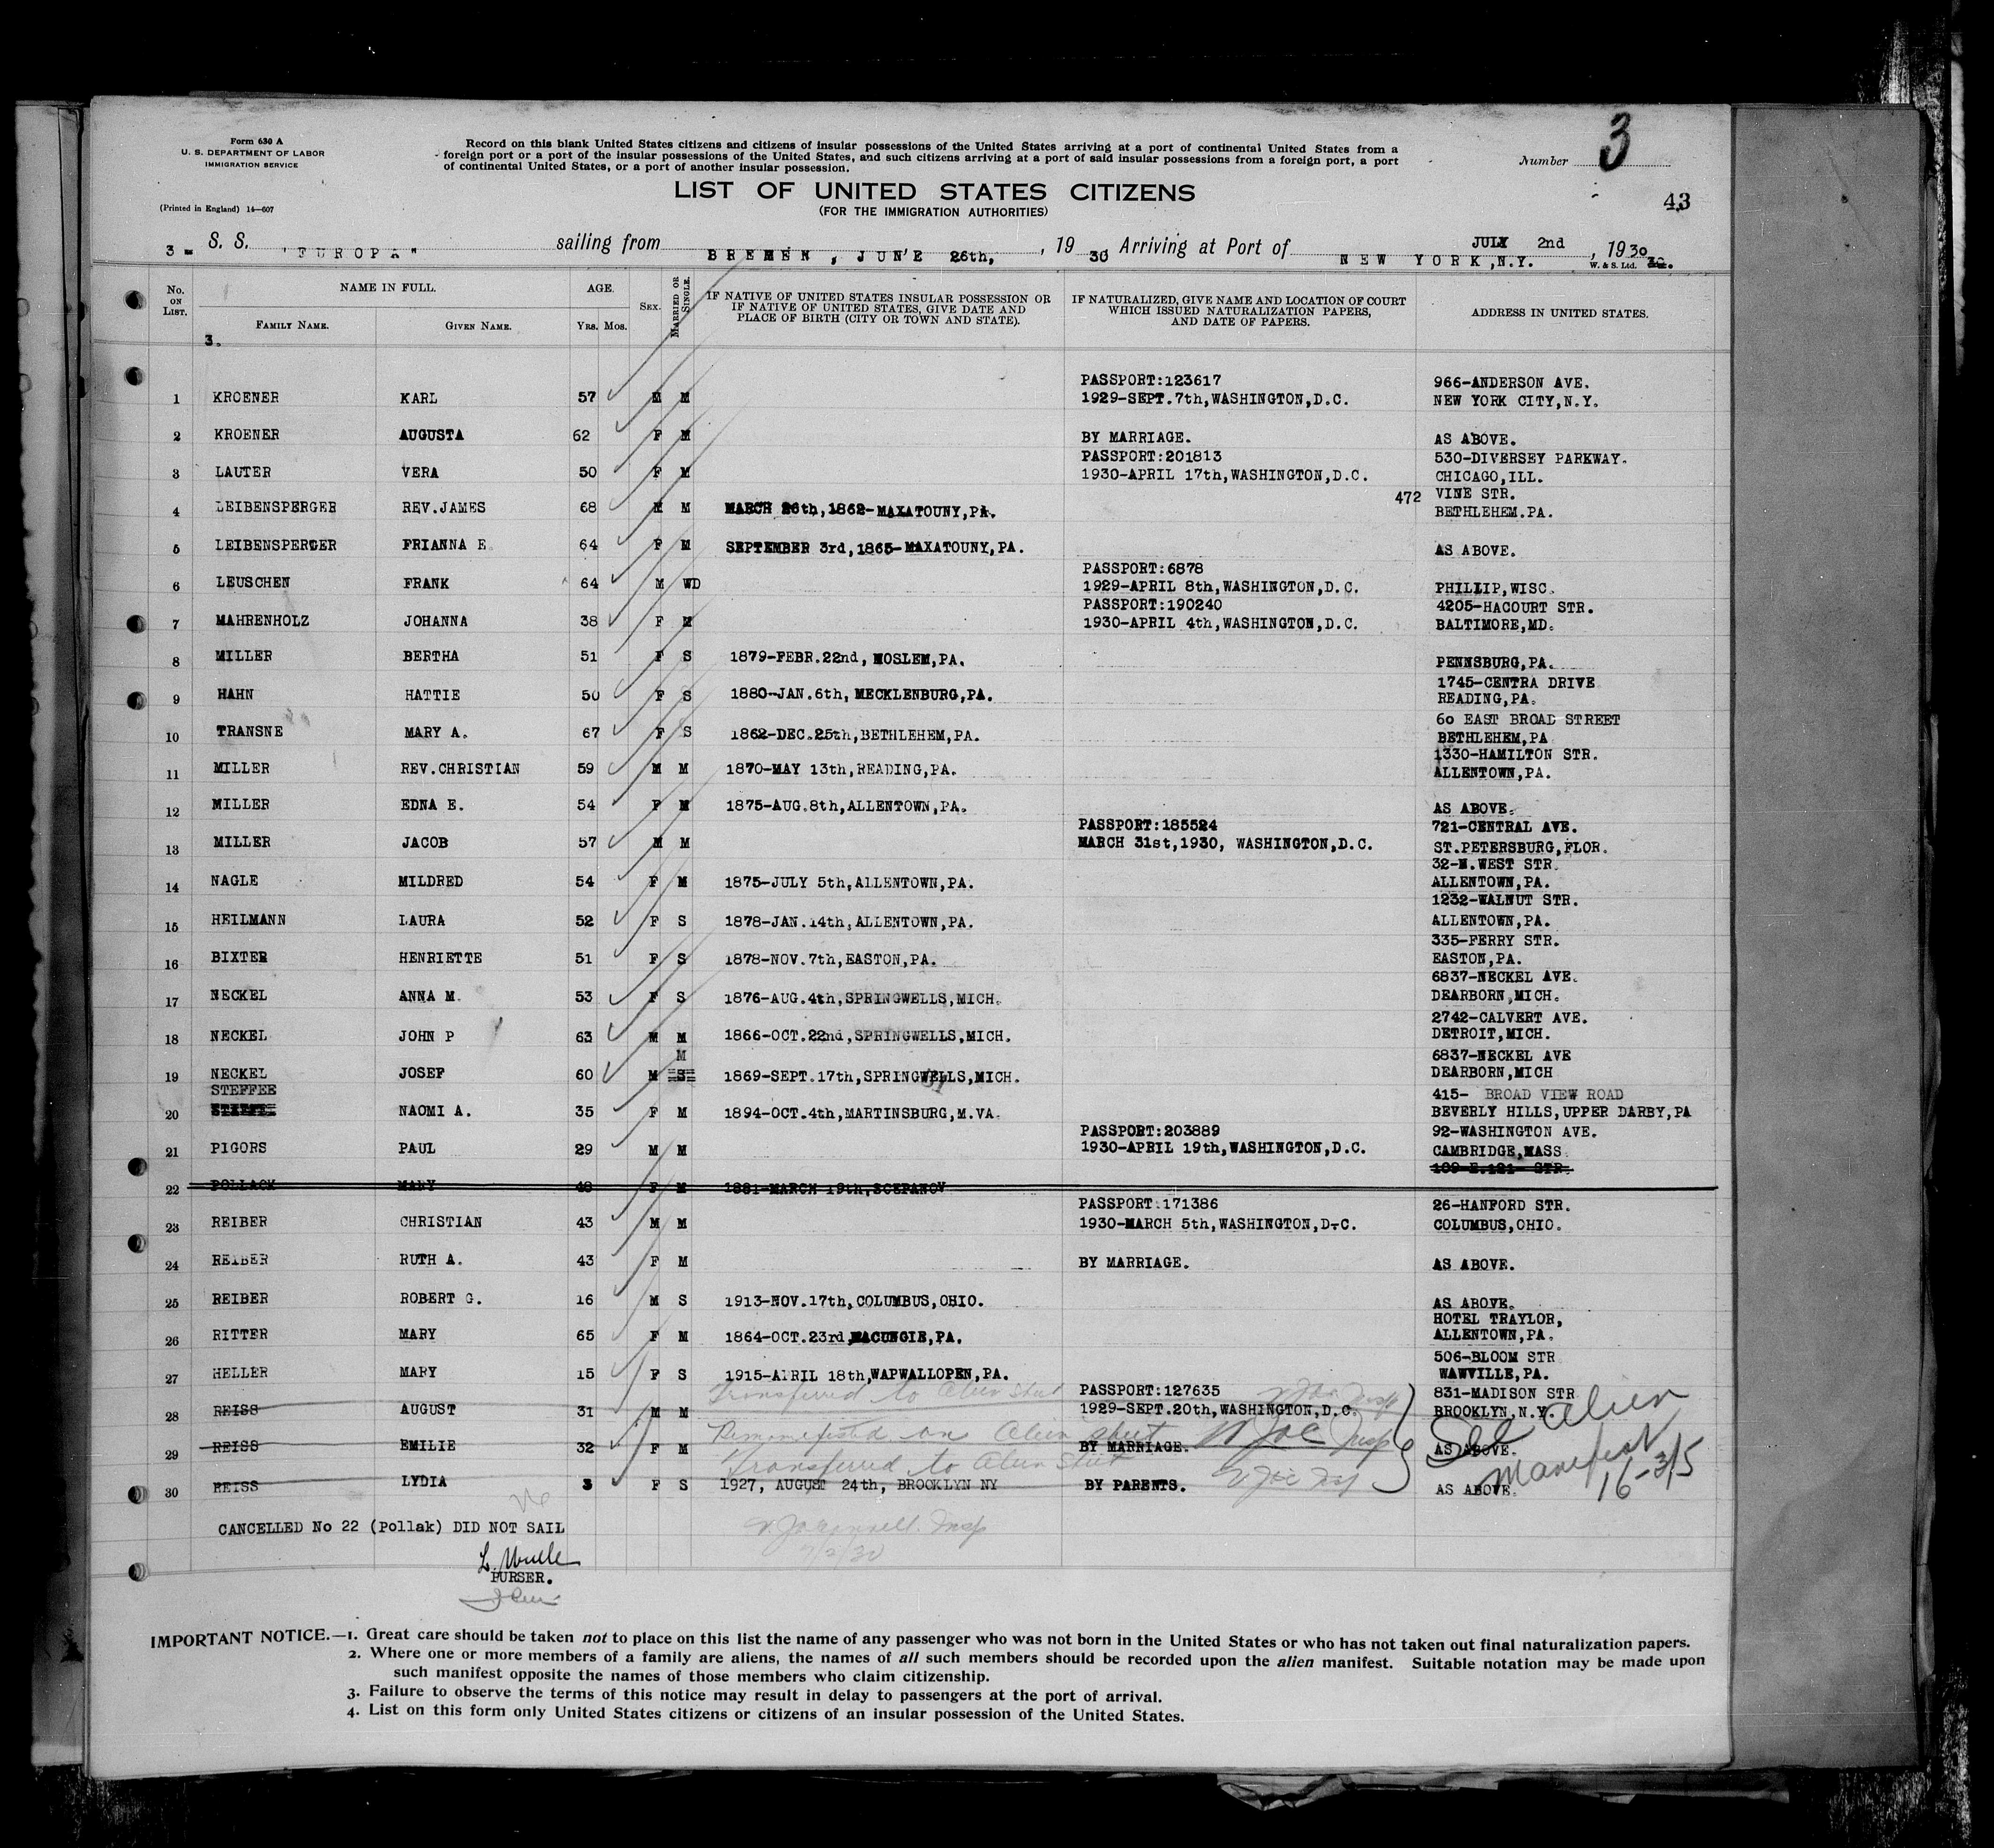 Form 630 A
U. S. DEPARTMENT OF LABOR
IMMIGRATION SERVICE
(Printed in England) 14—607
Record on this blank United States citizens and citizens of insular possessions of the United States arriving at a port of continental United States from a
foreign port or a port of the insular possessions of the United States, and such citizens arriving at a port of said insular possessions from a foreign port, a port
of continental United States, or a port of another insular possession.
Number 3
LIST OF UNITED STATES CITIZENS
(FOR THE IMMIGRATION AUTHORITIES)
43
3 - S. S. "EUROPA" sailing from BREMEN, JUN'E 26th, , 19 30 Arriving at Port of NEW YORK,N.Y. JULY 2nd , 19 30
W. & S. Ltd.
No. ON LIST.
NAME IN FULL.
FAMILY NAME. GIVEN NAME.
AGE.
YRS. MOS.
SEX.
MARRIED OR SINGLE.
IF NATIVE OF UNITED STATES INSULAR POSSESSION OR
IF NATIVE OF UNITED STATES, GIVE DATE AND
PLACE OF BIRTH (CITY OR TOWN AND STATE).
IF NATURALIZED, GIVE NAME AND LOCATION OF COURT
WHICH ISSUED NATURALIZATION PAPERS,
AND DATE OF PAPERS.
ADDRESS IN UNITED STATES.
3.
PASSPORT:123617 966-ANDERSON AVE.
1 KROENER KARL 57 M M 1929-SEPT.7th,WASHINGTON,D.C. NEW YORK CITY,N.Y.
2 KROENER AUGUSTA 62 F M BY MARRIAGE. AS ABOVE.
PASSPORT:201813 530-DIVERSEY PARKWAY.
3 LAUTER VERA 50 F M 1930-APRIL 17th,WASHINGTON,D.C. CHICAGO,ILL.
472 VINE STR.
4 LEIBENSPERGER REV.JAMES 68 M M MARCH 26th,1862-MAXATOUNY,PA. BETHLEHEM.PA.
5 LEIBENSPERGER FRIANNA E. 64 F M SEPTEMBER 3rd,1865-MAXATOUNY,PA. AS ABOVE.
PASSPORT:6878
6 LEUSCHEN FRANK 64 M WD 1929-APRIL 8th,WASHINGTON,D.C. PHILLIP,WISC.
PASSPORT:190240 4205-HACOURT STR.
7 MAHRENHOLZ JOHANNA 38 F M 1930-APRIL 4th,WASHINGTON,D.C. BALTIMORE,MD.
8 MILLER BERTHA 51 F S 1879-FEBR.22nd, MOSLEM,PA. PENNSBURG,PA.
1745-CENTRA DRIVE
9 HAHN HATTIE 50 F S 1880-JAN.6th, MECKLENBURG,PA. READING,PA.
60 EAST BROAD STREET
10 TRANSNE MARY A. 67 F S 1862-DEC.25th,BETHLEHEM,PA. BETHLEHEM,PA
1330-HAMILTON STR.
11 MILLER REV.CHRISTIAN 59 M M 1870-MAY 13th,READING,PA. ALLENTOWN,PA.
12 MILLER EDNA E. 54 F M 1875-AUG.8th,ALLENTOWN,PA. AS ABOVE.
PASSPORT:185524 721-CENTRAL AVE.
13 MILLER JACOB 57 M M MARCH 31st,1930, WASHINGTON,D.C. ST.PETERSBURG,FLOR.
32-N.WEST STR.
14 NAGLE MILDRED 54 F M 1875-JULY 5th,ALLENTOWN,PA. ALLENTOWN,PA.
1232-WALNUT STR.
15 HEILMANN LAURA 52 F S 1878-JAN.14th,ALLENTOWN,PA. ALLENTOWN,PA.
335-FERRY STR.
16 BIXTER HENRIETTE 51 F S 1878-NOV.7th,EASTON,PA. EASTON,PA.
6837-NECKEL AVE.
17 NECKEL ANNA M. 53 F S 1876-AUG.4th,SPRINGWELLS,MICH. DEARBORN,MICH.
2742-CALVERT AVE.
18 NECKEL JOHN P 63 M M 1866-OCT.22nd,SPRINGWELLS,MICH. DETROIT,MICH.
M 6837-NECKEL AVE
19 NECKEL JOSEF 60 M S 1869-SEPT.17th,SPRINGWELLS,MICH. DEARBORN,MICH
STEFFEE 415- BROAD VIEW ROAD
20 NAOMI A. 35 F M 1894-OCT.4th,MARTINSBURG,M.VA. BEVERLY HILLS,UPPER DARBY,PA
PASSPORT:203889 92-WASHINGTON AVE.
21 PIGORS PAUL 29 M M 1930-APRIL 19th,WASHINGTON,D.C. CAMBRIDGE,MASS.
109-E.121- STR.
22 POLLACK MARY 48 F M 1881-MARCH 19th,SCEPANOV
PASSPORT:171386 26-HANFORD STR.
23 REIBER CHRISTIAN 43 M M 1930-MARCH 5th,WASHINGTON,D.C. COLUMBUS,OHIO.
24 REIBER RUTH A. 43 F M BY MARRIAGE. AS ABOVE.
25 REIBER ROBERT G. 16 M S 1913-NOV.17th,COLUMBUS,OHIO. AS ABOVE.
HOTEL TRAYLOR,
26 RITTER MARY 65 F M 1864-OCT.23rd,MACUNGIE,PA. ALLENTOWN,PA.
506-BLOOM STR
27 HELLER MARY 15 F S 1915-APRIL 18th,WAPWALLOPEN,PA. WAWVILLE,PA.
Transferred to Alien Sheet PASSPORT:127635 831-MADISON STR
28 REISS AUGUST 31 M M 1929-SEPT.20th,WASHINGTON,D.C. BROOKLYN,N.Y.
Remanifested on Alien sheet Insp
29 REISS EMILIE 32 F M BY MARRIAGE. AS ABOVE.
Transferred to Alien Sheet
30 REISS LYDIA 3 F S 1927, AUGUST 24th, BROOKLYN NY BY PARENTS. AS ABOVE.
See Alien
Manifest
16-3/5
CANCELLED No 22 (Pollak) DID NOT SAIL
PURSER.
7/2/30
IMPORTANT NOTICE.—1. Great care should be taken not to place on this list the name of any passenger who was not born in the United States or who has not taken out final naturalization papers.
2. Where one or more members of a family are aliens, the names of all such members should be recorded upon the alien manifest. Suitable notation may be made upon
such manifest opposite the names of those members who claim citizenship.
3. Failure to observe the terms of this notice may result in delay to passengers at the port of arrival.
4. List on this form only United States citizens or citizens of an insular possession of the United States.